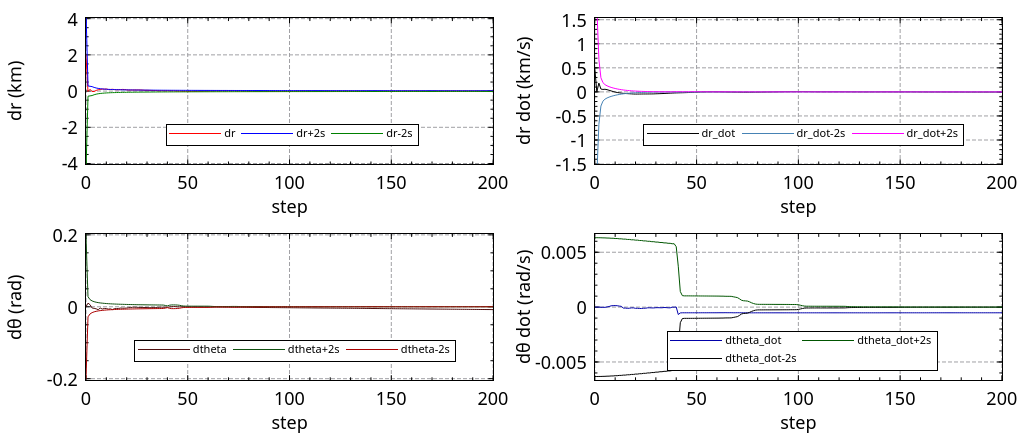 dr (km)
4
2
0
-2
-4
dr dr+2s dr-2s
0 50 100 150 200
step
dr dot (km/s)
1.5
1
0.5
0
-0.5
-1
-1.5
dr_dot dr_dot-2s dr_dot+2s
0 50 100 150 200
step
dθ (rad)
0.2
0
-0.2
dtheta dtheta+2s dtheta-2s
0 50 100 150 200
step
dθ dot (rad/s)
0.005
0
-0.005
dtheta_dot dtheta_dot+2s
dtheta_dot-2s
0 50 100 150 200
step